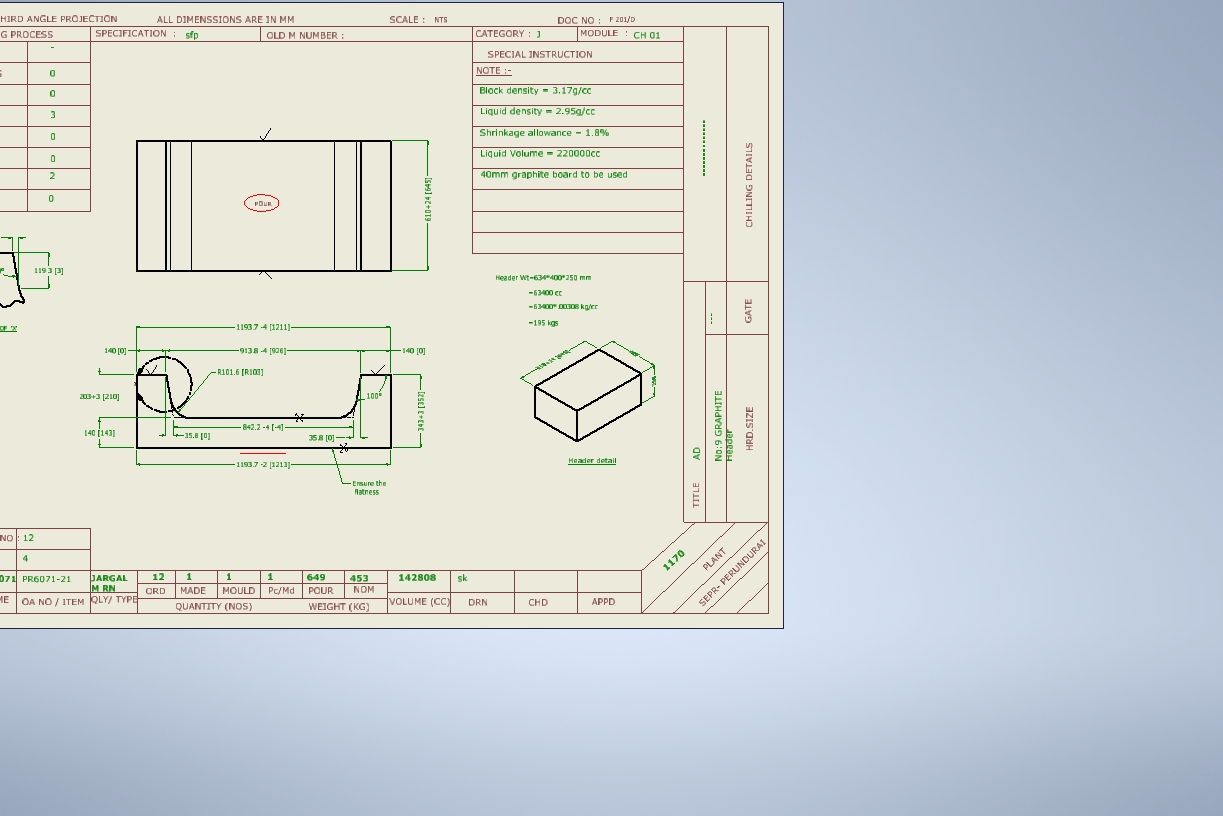 HIRD ANGLE PROJECTION ALL DIMENSSIONS ARE IN MM SCALE : NTS DOC NO : F 201/D
G PROCESS SPECIFICATION : sfp OLD M NUMBER : CATEGORY : J MODULE : CH 01
-
S 0
0
3
0
0
2
0
SPECIAL INSTRUCTION
NOTE :-
Block density = 3.17g/cc
Liquid density = 2.95g/cc
Shrinkage allowance = 1.8%
Liquid Volume = 220000cc
40mm graphite board to be used
CHILLING DETAILS
POUR
610+24 [645]
119.3 [3]
OF 'X'
Header Wt=634*400*250 mm
=63400 cc
=63400*.00308 kg/cc
=195 kgs
GATE
1193.7 -4 [1211]
140 [0] 913.8 -4 [926] 140 [0]
R101.6 [R103]
100°
203+3 [210]
343+3 [352]
842.2 -4 [-4]
140 [143] 35.8 [0] 35.8 [0]
1193.7 -2 [1213]
Ensure the
flatness
Header detail
TITLE AD
No:9 GRAPHITE
Header
HRD.SIZE
NO : 12
4
6071 PR6071-21 JARGAL
M RN
12 1 1 1 649 453 142808 sk
ORD MADE MOULD Pc/Md POUR NOM
ME OA NO / ITEM QLY/ TYPE QUANTITY (NOS) WEIGHT (KG) VOLUME (CC) DRN CHD APPD
1170
PLANT
SEPR- PERUNDURAI